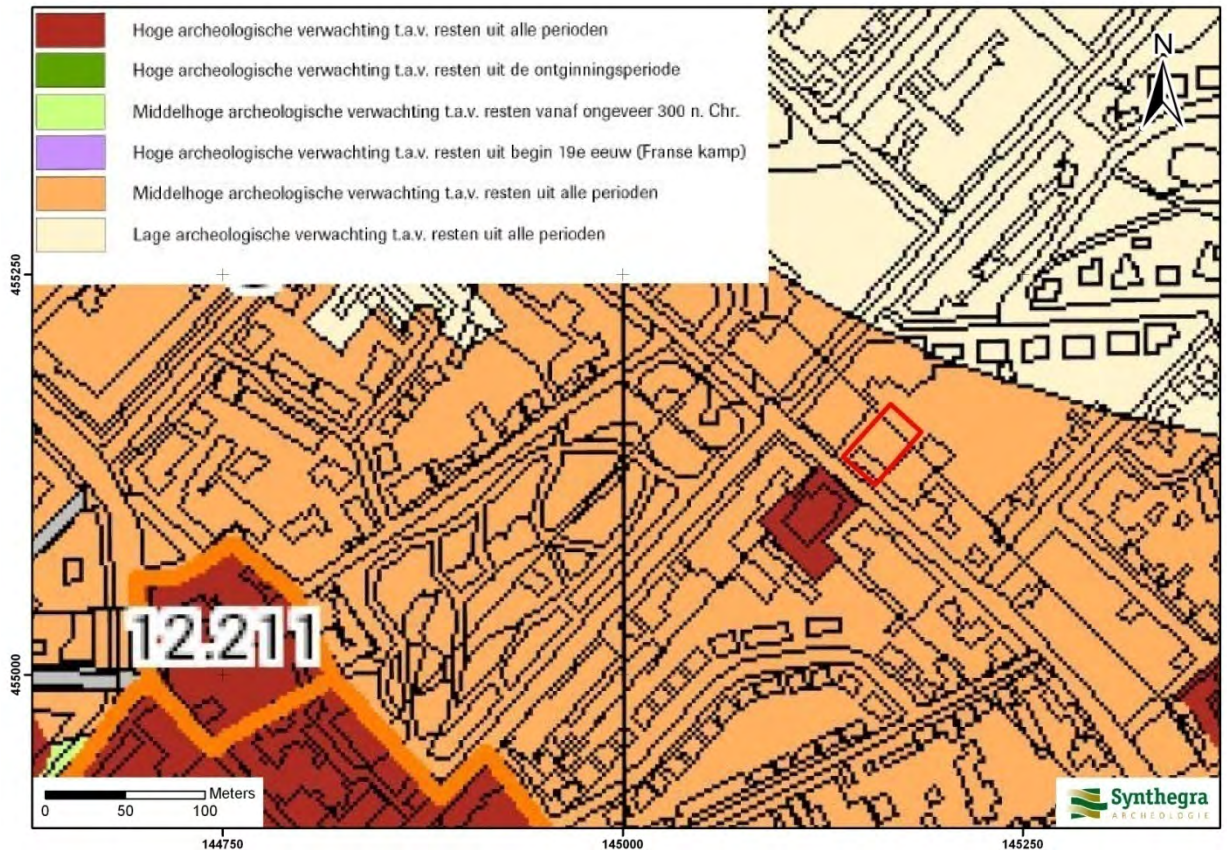 Hoge archeologische verwachting t.a.v. resten uit alle perioden
Hoge archeologische verwachting t.a.v. resten uit de ontginningsperiode
Middelhoge archeologische verwachting t.a.v. resten vanaf ongeveer 300 n. Chr.
Hoge archeologische verwachting t.a.v. resten uit begin 19e eeuw (Franse kamp)
Middelhoge archeologische verwachting t.a.v. resten uit alle perioden
Lage archeologische verwachting t.a.v. resten uit alle perioden
N
455250
12.211
455000
Meters
0 50 100
Synthegra
ARCHEOLOGIE
144750 145000 145250